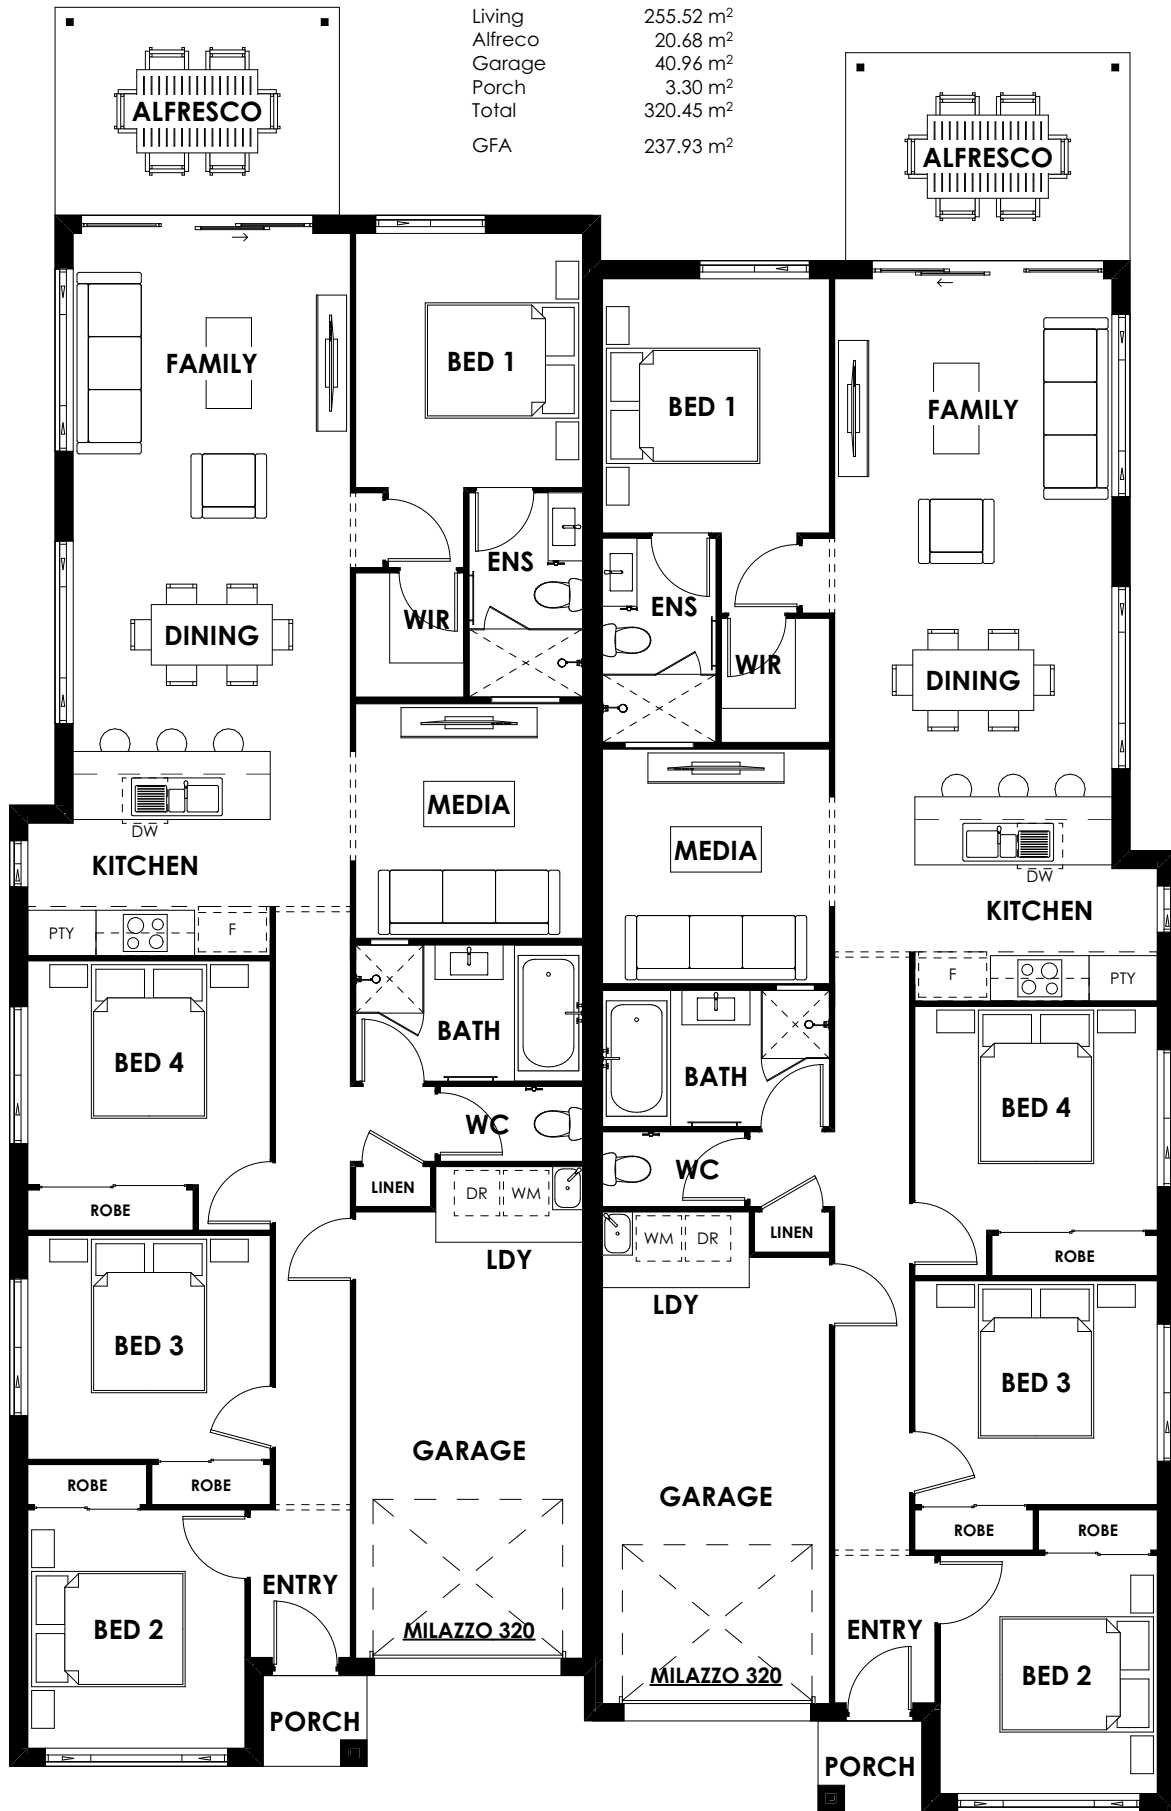 Living 255.52 m²
Alfreco 20.68 m²
Garage 40.96 m²
Porch 3.30 m²
Total 320.45 m²
GFA 237.93 m²
ALFRESCO
ALFRESCO
FAMILY
BED 1
BED 1
FAMILY
ENS
WIR
DINING
ENS
WIR
DINING
MEDIA
DW
KITCHEN
MEDIA
DW
KITCHEN
PTY
F
F
PTY
BED 4
BATH
BATH
BED 4
WC
WC
LINEN
DR
WM
ROBE
LINEN
WM
DR
ROBE
LDY
LDY
BED 3
BED 3
GARAGE
GARAGE
ROBE
ROBE
ROBE
ROBE
ENTRY
BED 2
MILAZZO 320
ENTRY
MILAZZO 320
BED 2
PORCH
PORCH